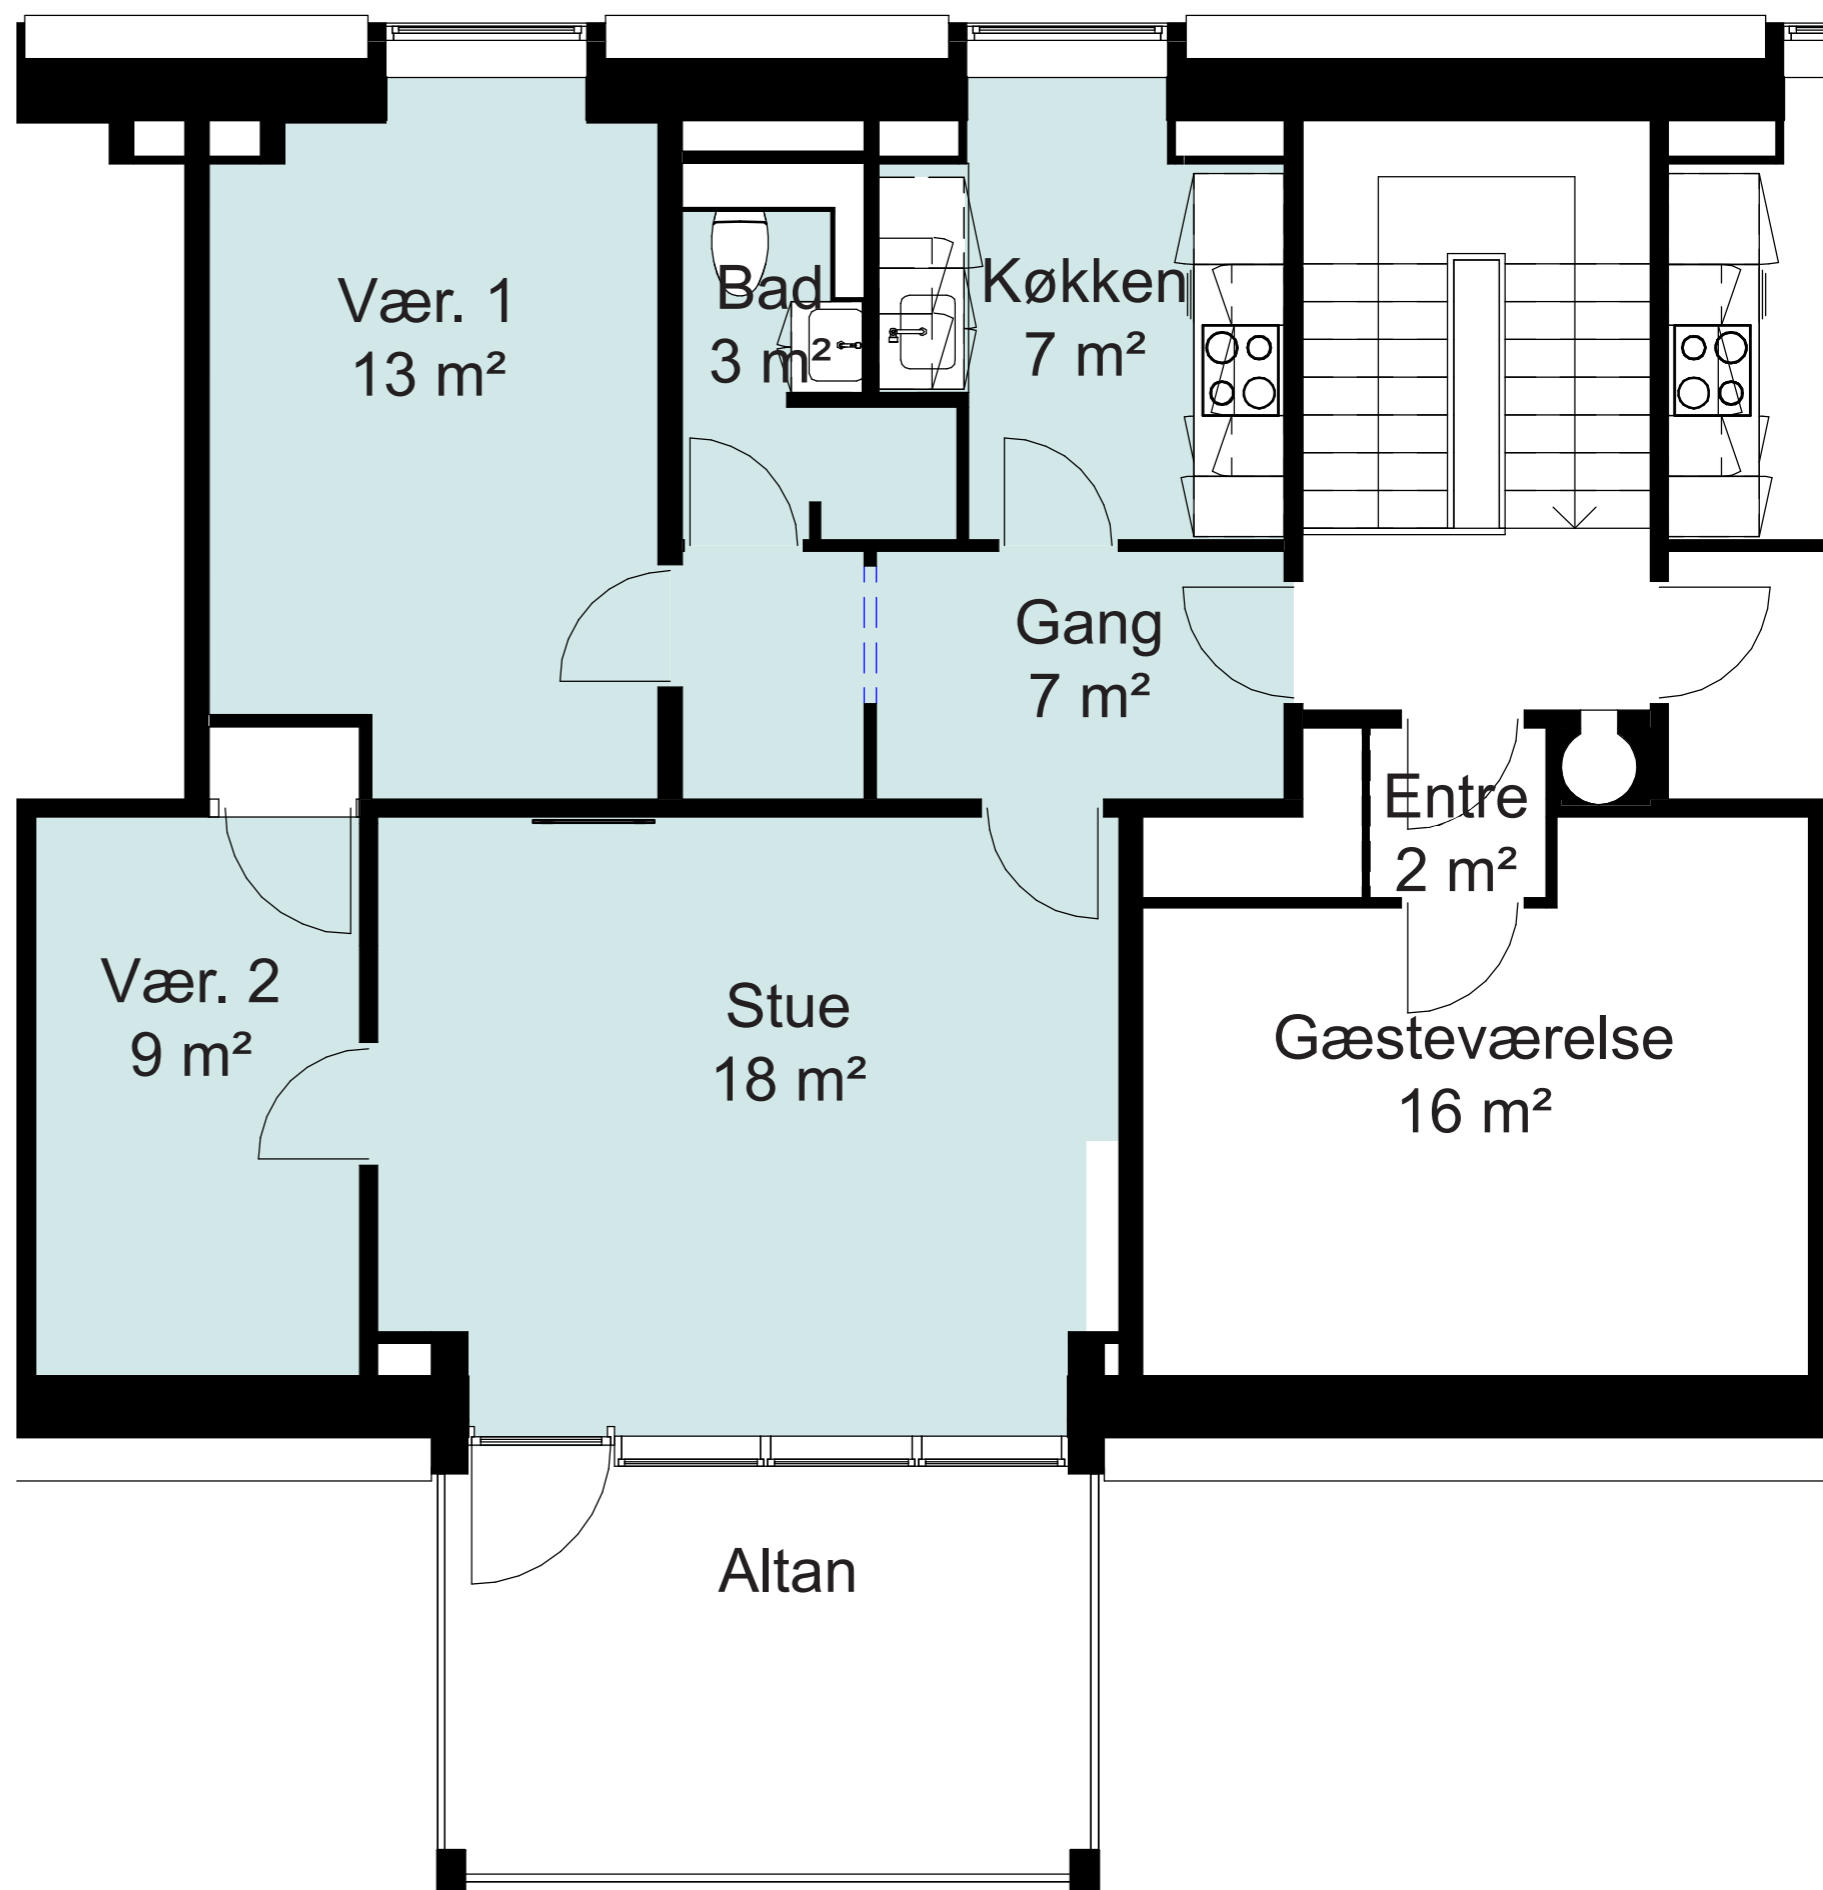 Vær. 1
13 m²
Bad
3 m²
Køkken
7 m²
Gang
7 m²
Entre
2 m²
Vær. 2
9 m²
Stue
18 m²
Gæsteværelse
16 m²
Altan